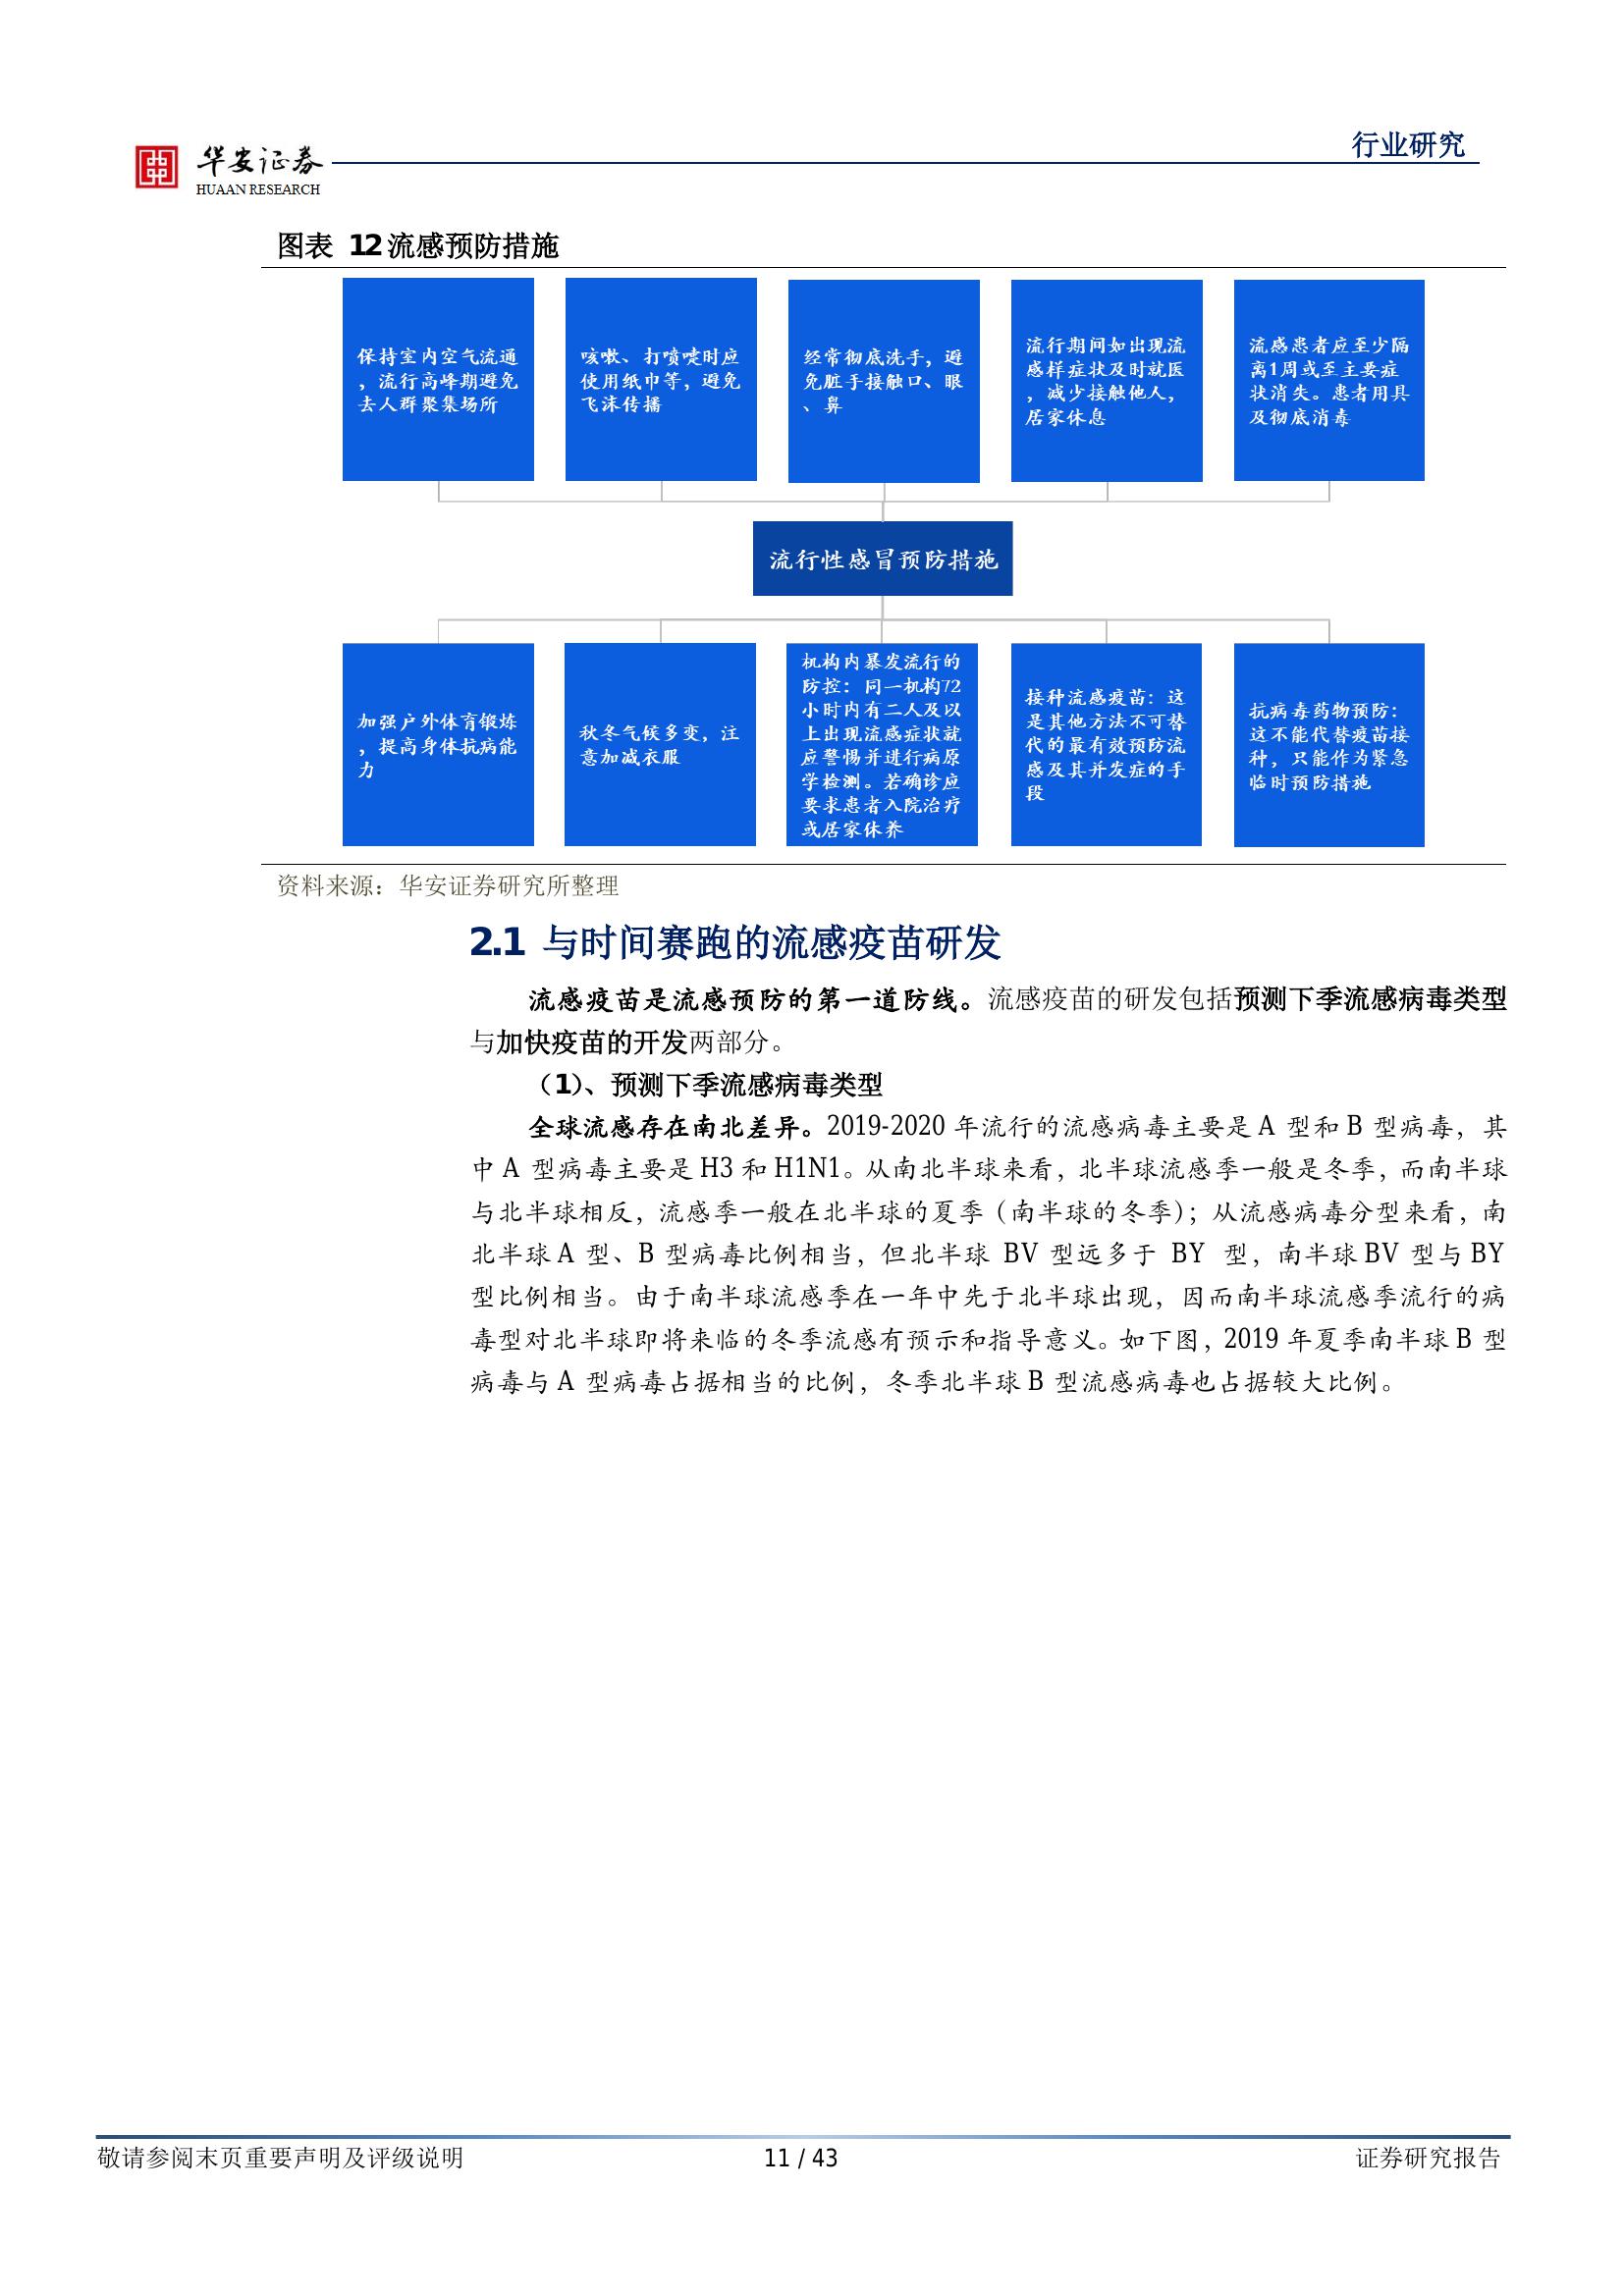 华安证券
HUAAN RESEARCH
行业研究
图表 12 流感预防措施
保持室内空气流通
，流行高峰期避免
去人群聚集场所
咳嗽、打喷嚏时应
使用纸巾等，避免
飞沫传播
经常彻底洗手，避
免脏手接触口、眼
、鼻
流行期间如出现流
感样症状及时就医
，减少接触他人，
居家休息
流感患者应至少隔
离1周或至主要症
状消失。患者用具
及彻底消毒
流行性感冒预防措施
加强户外体育锻炼
，提高身体抗病能
力
秋冬气候多变，注
意加减衣服
机构内暴发流行的
防控：同一机构72
小时内有二人及以
上出现流感症状就
应警惕并进行病原
学检测。若确诊应
要求患者入院治疗
或居家休养
接种流感疫苗：这
是其他方法不可替
代的最有效预防流
感及其并发症的手
段
抗病毒药物预防：
这不能代替疫苗接
种，只能作为紧急
临时预防措施
资料来源：华安证券研究所整理
2.1 与时间赛跑的流感疫苗研发
流感疫苗是流感预防的第一道防线。流感疫苗的研发包括预测下季流感病毒类型
与加快疫苗的开发两部分。
（1）、预测下季流感病毒类型
全球流感存在南北差异。2019-2020 年流行的流感病毒主要是 A 型和 B 型病毒，其
中 A 型病毒主要是 H3 和 H1N1。从南北半球来看，北半球流感季一般是冬季，而南半球
与北半球相反，流感季一般在北半球的夏季（南半球的冬季）；从流感病毒分型来看，南
北半球 A 型、B 型病毒比例相当，但北半球 BV 型远多于 BY 型，南半球 BV 型与 BY
型比例相当。由于南半球流感季在一年中先于北半球出现，因而南半球流感季流行的病
毒型对北半球即将来临的冬季流感有预示和指导意义。如下图，2019 年夏季南半球 B 型
病毒与 A 型病毒占据相当的比例，冬季北半球 B 型流感病毒也占据较大比例。
敬请参阅末页重要声明及评级说明
11 / 43
证券研究报告